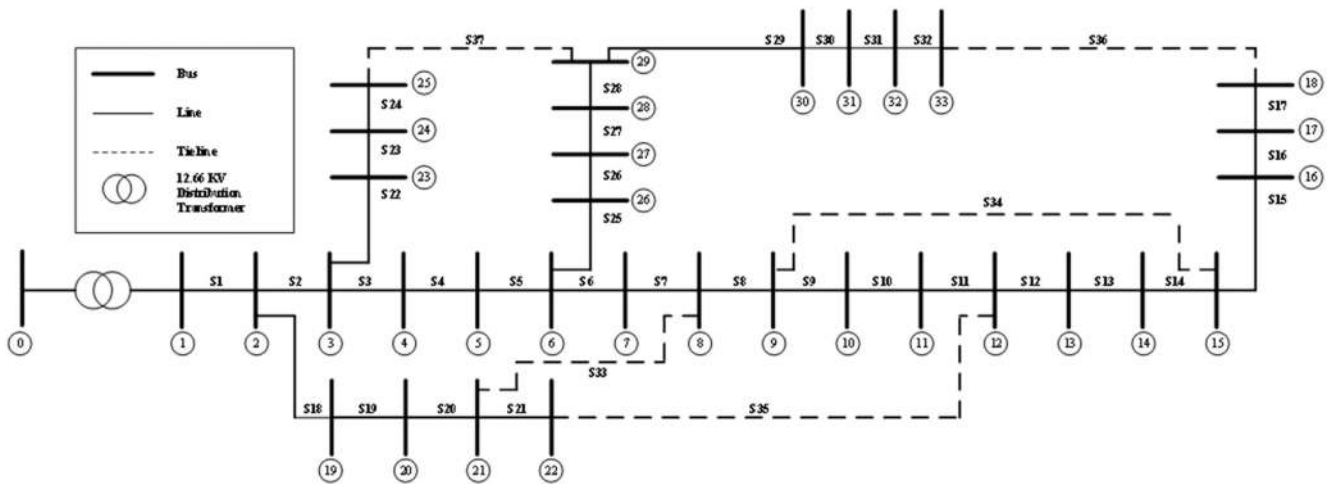 S37
S29
S30
S31
S32
S36
Bus
Line
Tieline
12.66 KV
Distribution
Transformer
25
S24
24
S23
23
S22
29
S28
28
S27
27
S26
26
S25
30
31
32
33
18
S17
17
S16
16
S15
S34
S1
S2
S3
S4
S5
S6
S7
S8
S9
S10
S11
S12
S13
S14
0
1
2
3
4
5
6
7
8
9
10
11
12
13
14
15
S33
S18
S19
S20
S21
S35
19
20
21
22